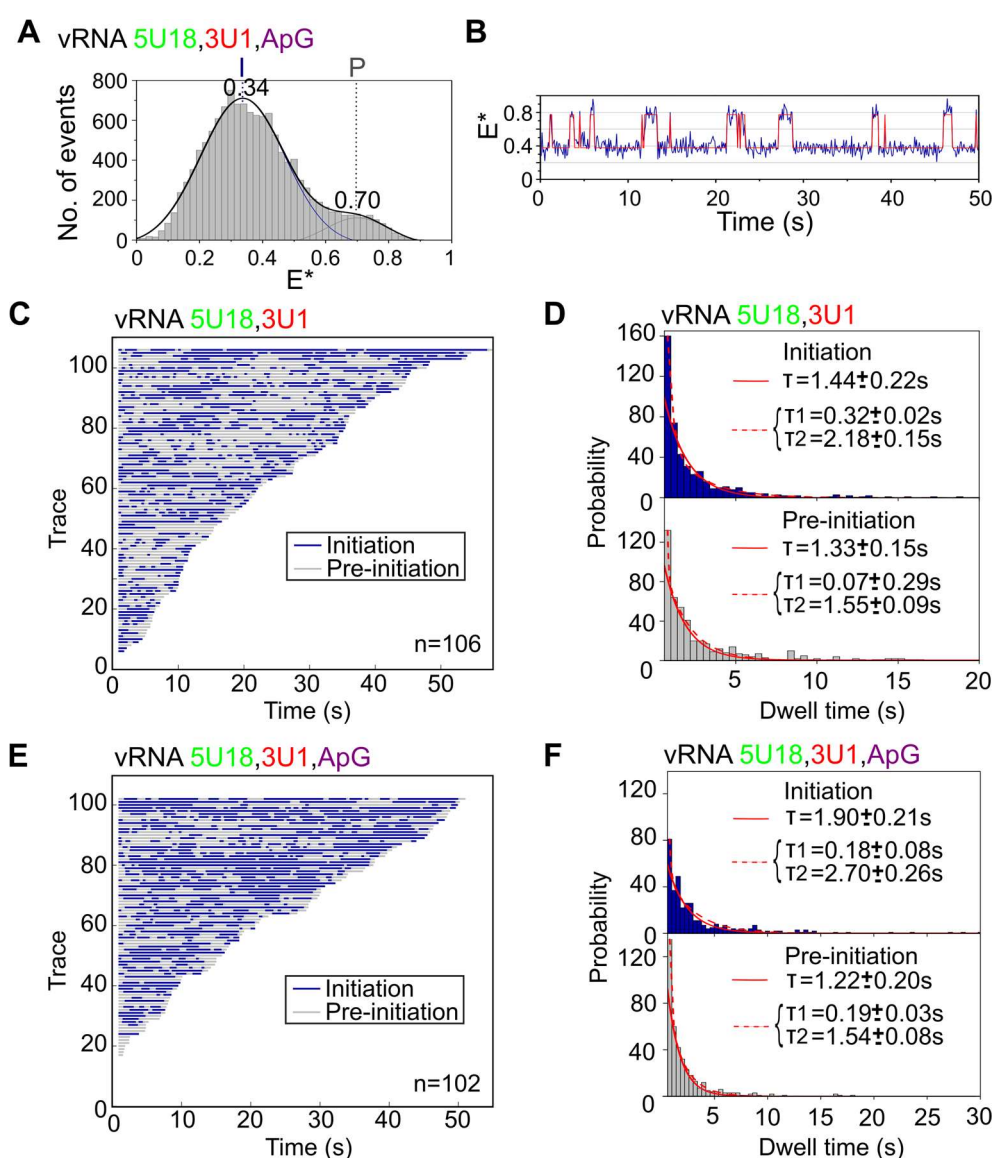 A
vRNA 5U18,3U1,ApG
I
P
0.34
0.70
800
600
400
200
0
0
0.2
0.4
0.6
0.8
1
No. of events
E*
B
0.8
0.4
E*
0
10
20
30
40
50
Time (s)
C
vRNA 5U18,3U1
100
80
60
40
20
0
Trace
Initiation
Pre-initiation
n=106
0
10
20
30
40
50
Time (s)
D
vRNA 5U18,3U1
160
120
80
40
0
Initiation
τ=1.44±0.22s
τ1=0.32±0.02s
τ2=2.18±0.15s
Probability
120
80
40
0
Pre-initiation
τ=1.33±0.15s
τ1=0.07±0.29s
τ2=1.55±0.09s
5
10
15
20
Dwell time (s)
E
vRNA 5U18,3U1,ApG
100
80
60
40
20
0
Trace
Initiation
Pre-initiation
n=102
0
10
20
30
40
50
Time (s)
F
vRNA 5U18,3U1,ApG
120
80
40
0
Initiation
τ=1.90±0.21s
τ1=0.18±0.08s
τ2=2.70±0.26s
Probability
120
80
40
0
Pre-initiation
τ=1.22±0.20s
τ1=0.19±0.03s
τ2=1.54±0.08s
5
10
15
20
25
30
Dwell time (s)